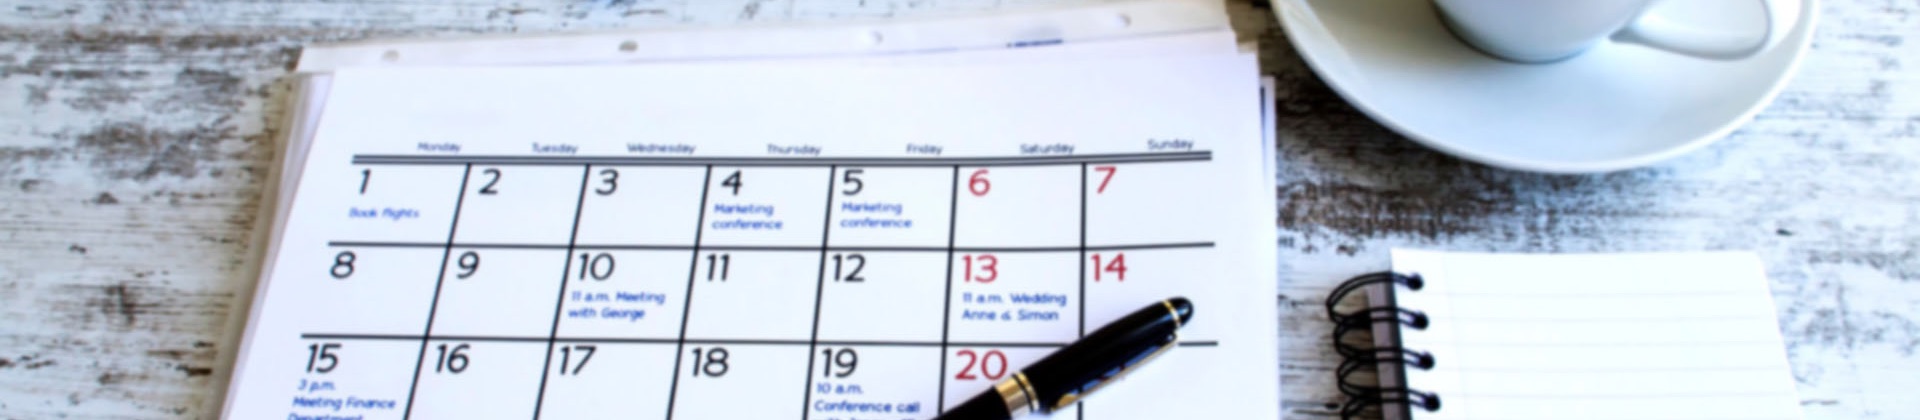 Monday Tuesday Wednesday Thursday Friday Saturday Sunday
1 2 3 4 5 6 7
Book flights
Marketing
conference
Marketing
conference
8 9 10 11 12 13 14
11 a.m. Meeting
with George
11 a.m. Wedding
Anne & Simon
15 16 17 18 19 20
3 p.m.
Meeting Finance
Department
10 a.m.
Conference call